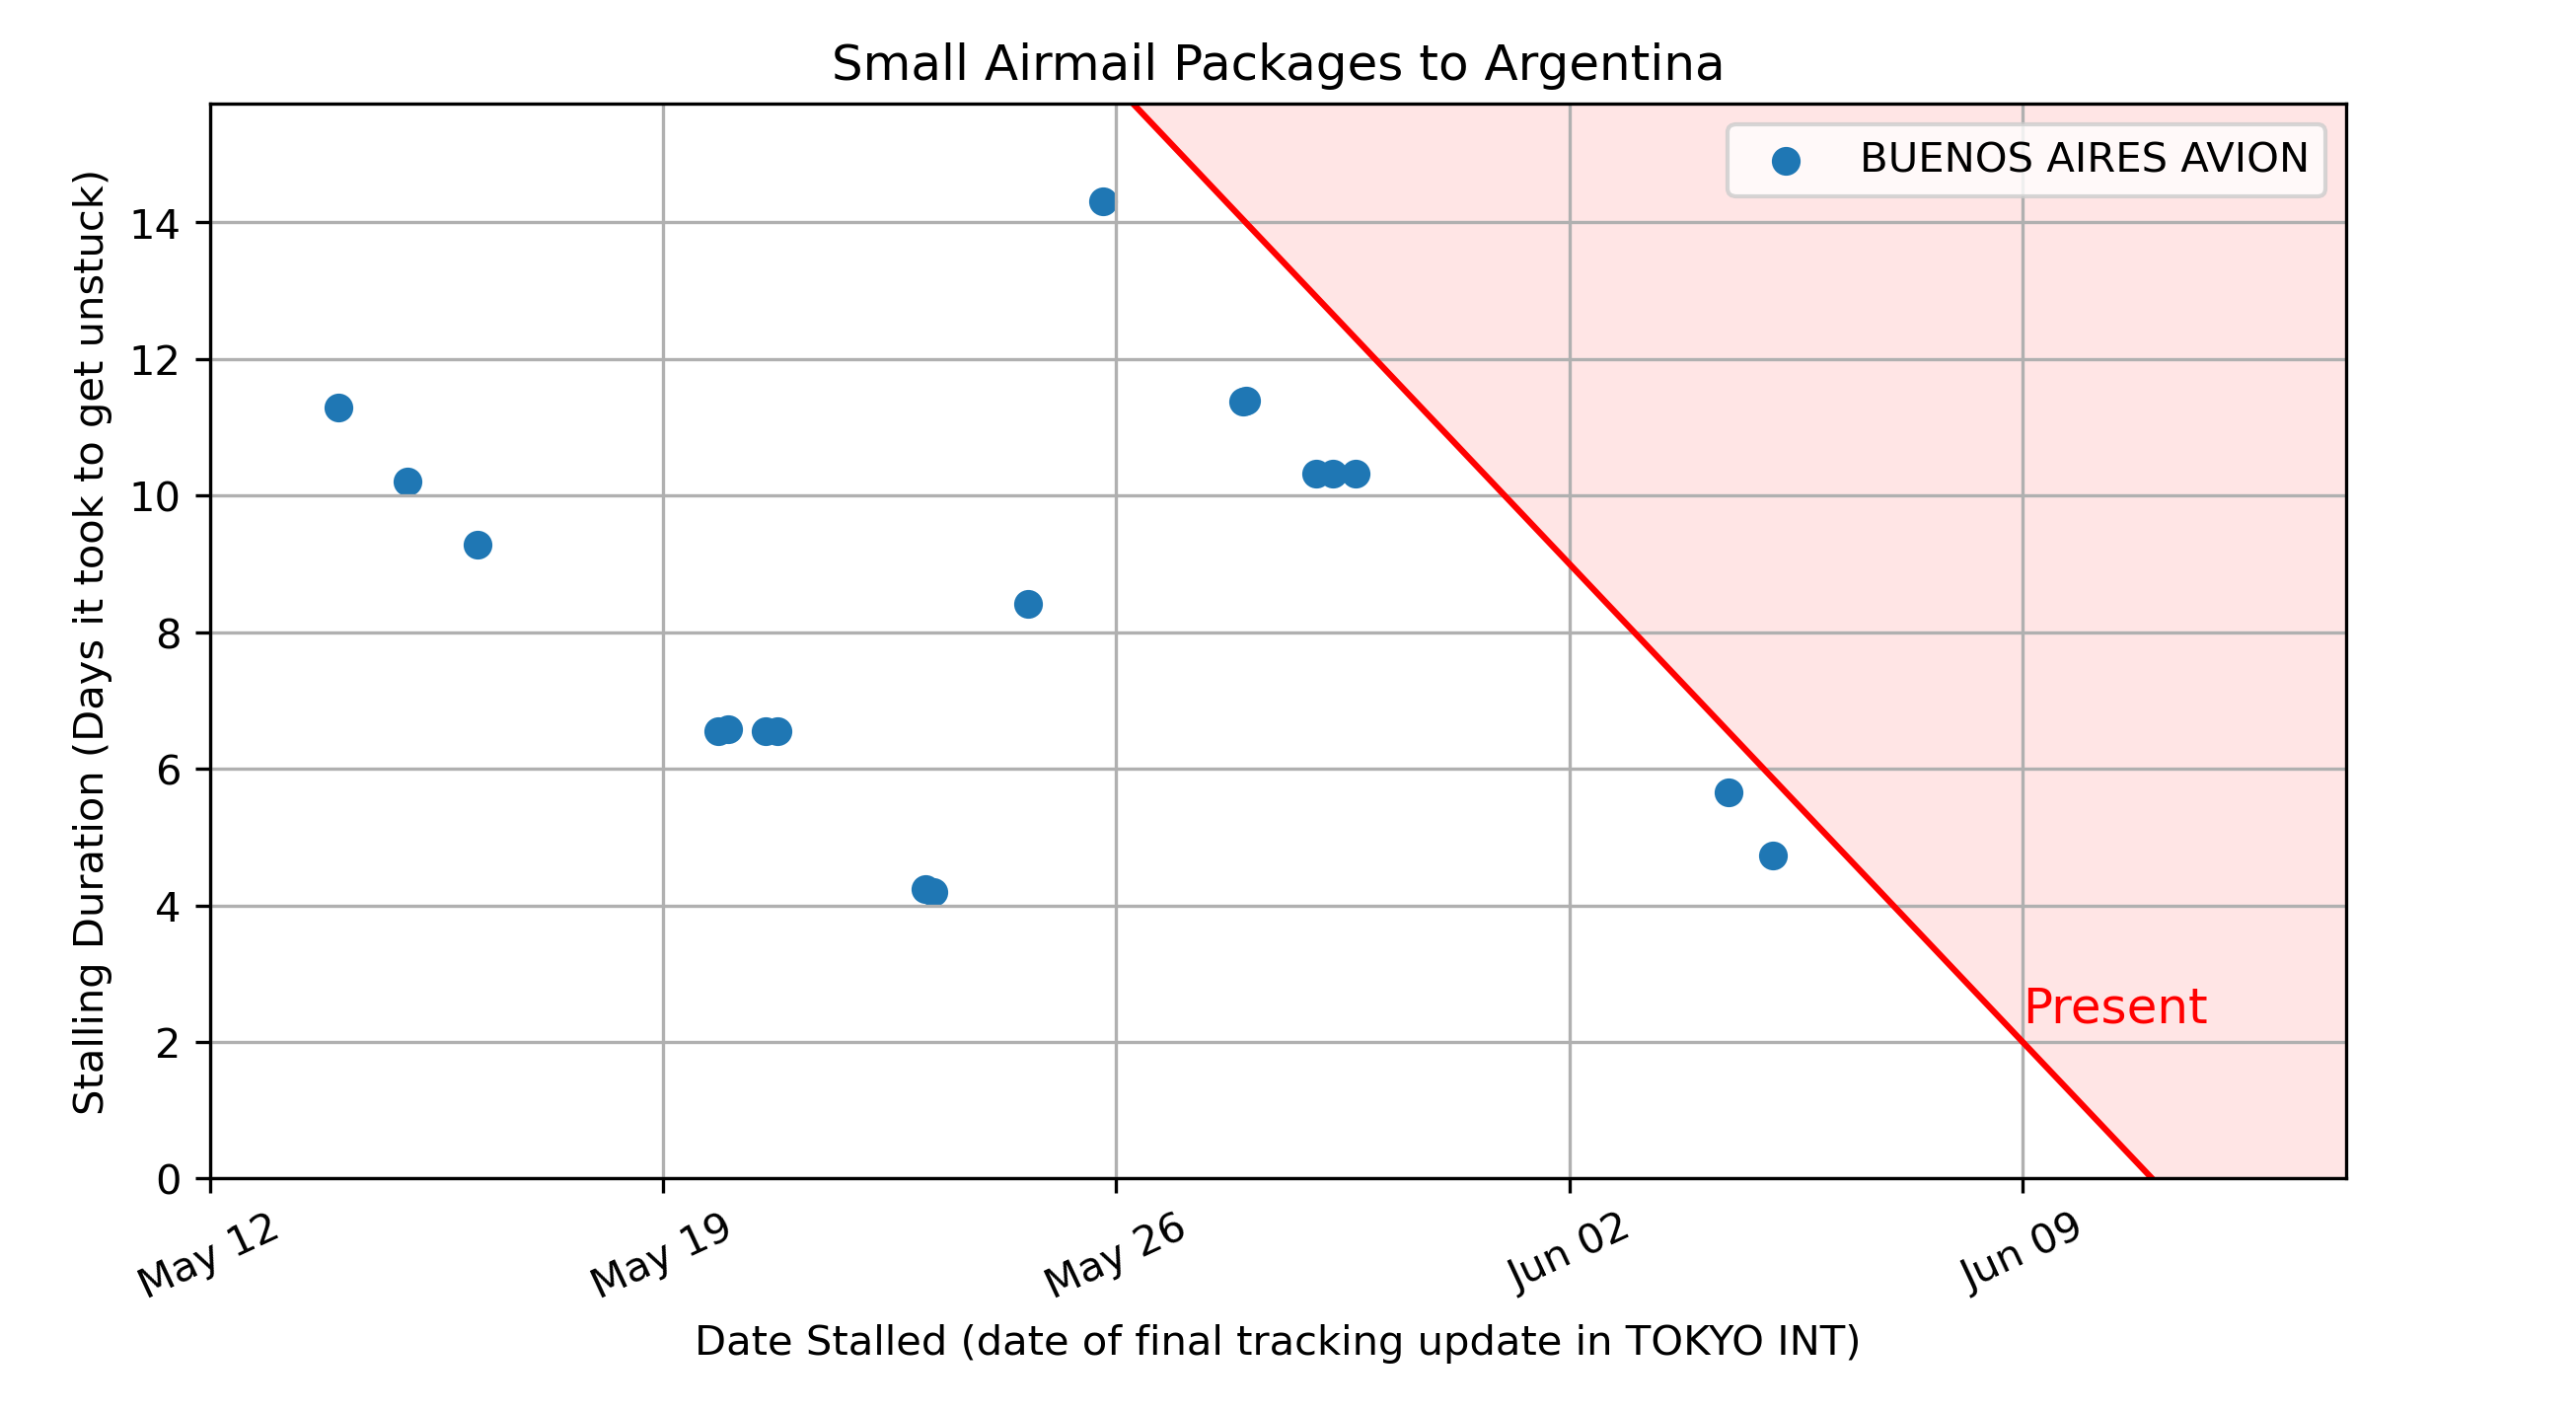 Small Airmail Packages to Argentina
BUENOS AIRES AVION
Stalling Duration (Days it took to get unstuck)
14
12
10
8
6
4
2
0
Present
May 12
May 19
May 26
Jun 02
Jun 09
Date Stalled (date of final tracking update in TOKYO INT)